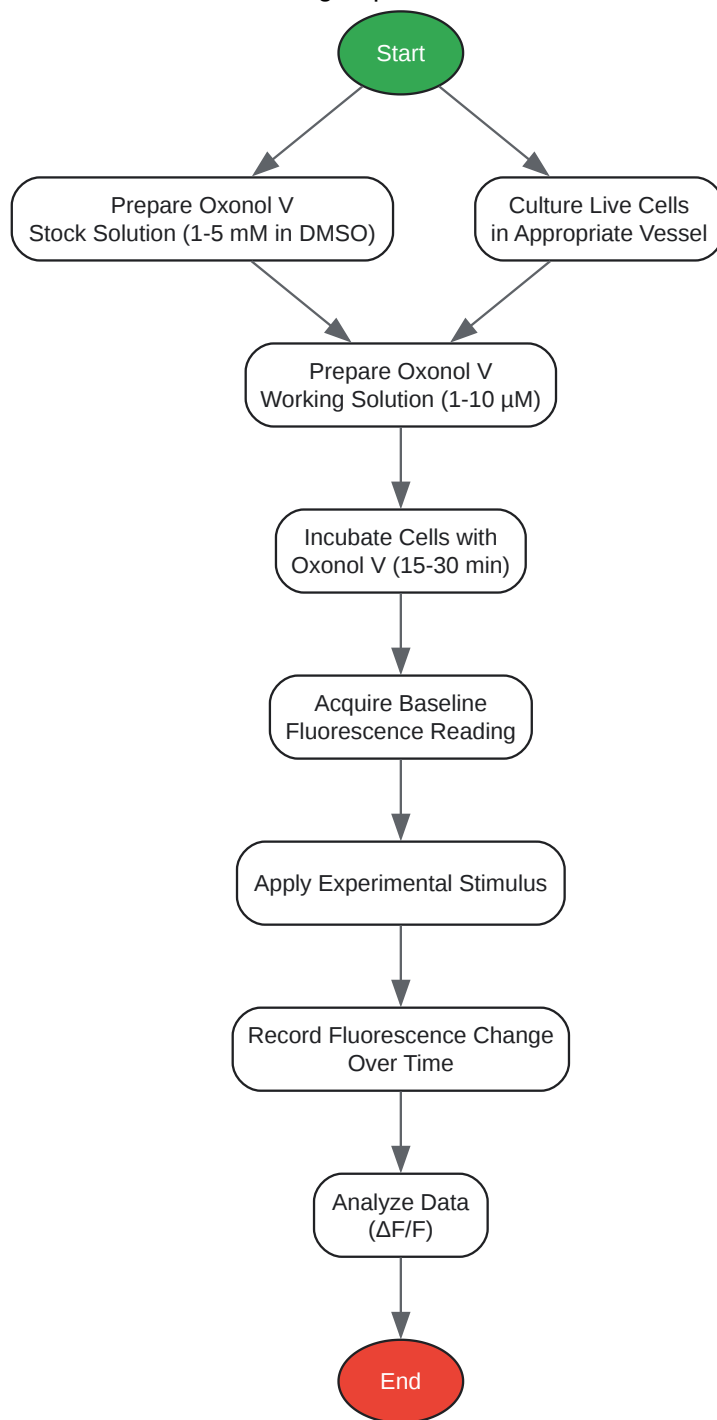 Start
Prepare Oxonol V
Stock Solution (1-5 mM in DMSO)
Culture Live Cells
in Appropriate Vessel
Prepare Oxonol V
Working Solution (1-10 µM)
Incubate Cells with
Oxonol V (15-30 min)
Acquire Baseline
Fluorescence Reading
Apply Experimental Stimulus
Record Fluorescence Change
Over Time
Analyze Data
(ΔF/F)
End